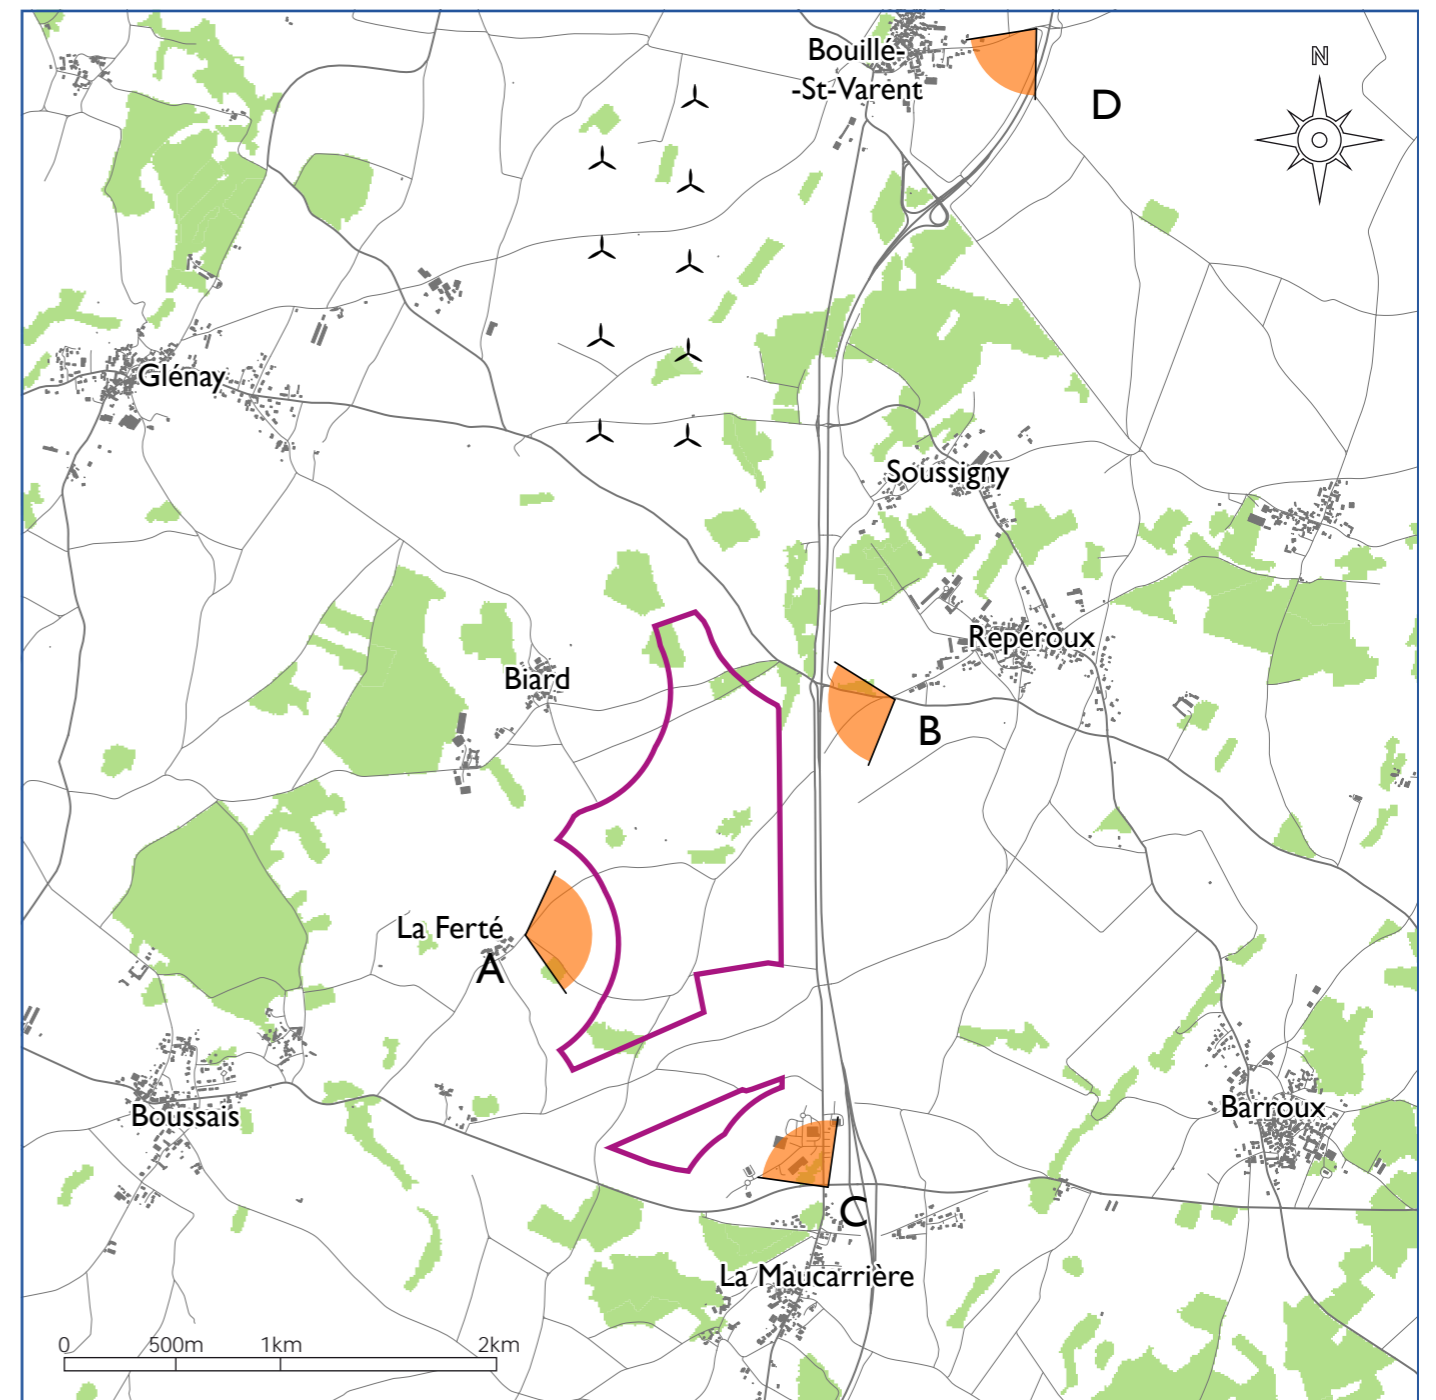 Bouillé-
-St-Varent
D
N
Glénay
Soussigny
Repéroux
Biard
B
La Ferté
A
Boussais
Barroux
C
La Maucarrière
0 500m 1km 2km